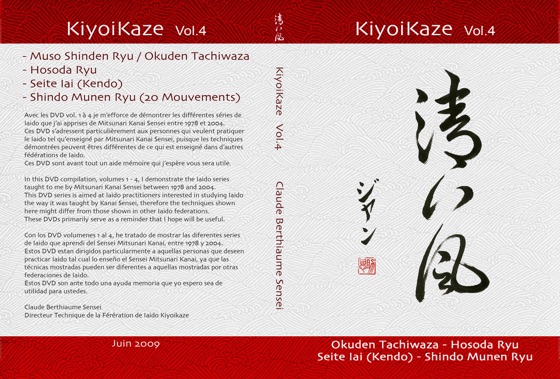 KiyoiKaze Vol.4
- Muso Shinden Ryu / Okuden Tachiwaza
- Hosoda Ryu
- Seite Iai (Kendo)
- Shindo Munen Ryu (20 Mouvements)
Avec les DVD vol. 1 à 4 je m'efforce de démontrer les différentes séries de
Iaido que j'ai apprises de Mitsunari Kanai Sensei entre 1978 et 2004.
Ces DVD s'adressent particulièrement aux personnes qui veulent pratiquer
le Iaido tel qu'enseigné par Mitsunari Kanai Sensei, puisque les techniques
démontrées peuvent êtres différentes de ce qui est enseigné dans d'autres
fédérations de Iaido.
Ces DVD sont avant tout un aide mémoire qui j'espère vous sera utile.
In this DVD compilation, volumes 1 - 4, I demonstrate the Iaido series
taught to me by Mitsunari Kanai Sensei between 1978 and 2004.
This DVD series is aimed at Iaido practitioners interested in studying Iaido
the way it was taught by Kanai Sensei, therefore the techniques shown
here might differ from those shown in other Iaido federations.
These DVDs primarily serve as a reminder that I hope will be useful.
Con los DVD volumenes 1 al 4, he tratado de mostrar las diferentes series
de Iaido que aprendi del Sensei Mitsunari Kanai, entre 1978 y 2004.
Estos DVD estan dirigidos particularmente a aquellas personas que deseen
practicar Iaido tal cual lo enseño el Sensei Mitsunari Kanai, ya que las
técnicas mostradas pueden ser diferentes a aquellas mostradas por otras
federaciones de Iaido.
Estos DVD son ante todo una ayuda memoria que yo espero sea de
utilidad para ustedes.
Claude Berthiaume Sensei
Directeur Technique de la Férération de Iaido Kiyoikaze
Juin 2009
清い風
KiyoiKaze Vol.4
Claude Berthiaume Sensei
KiyoiKaze Vol.4
清い風
ジャン
Okuden Tachiwaza - Hosoda Ryu
Seite Iai (Kendo) - Shindo Munen Ryu